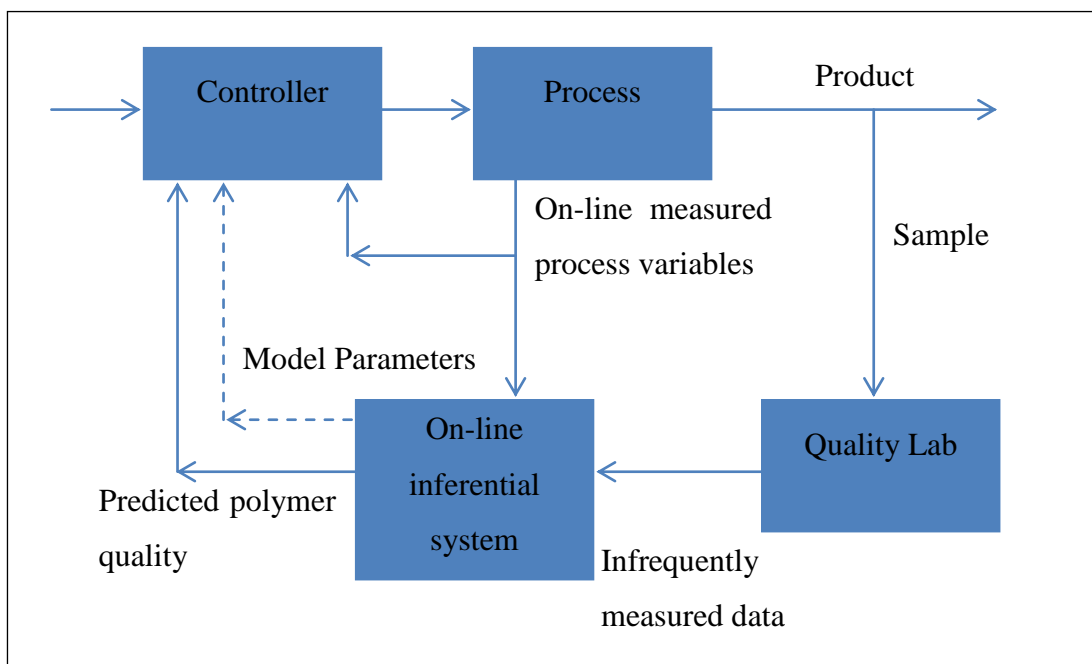 Controller
Process
Product
On-line measured
process variables
Sample
Model Parameters
On-line
inferential
system
Quality Lab
Predicted polymer
quality
Infrequently
measured data